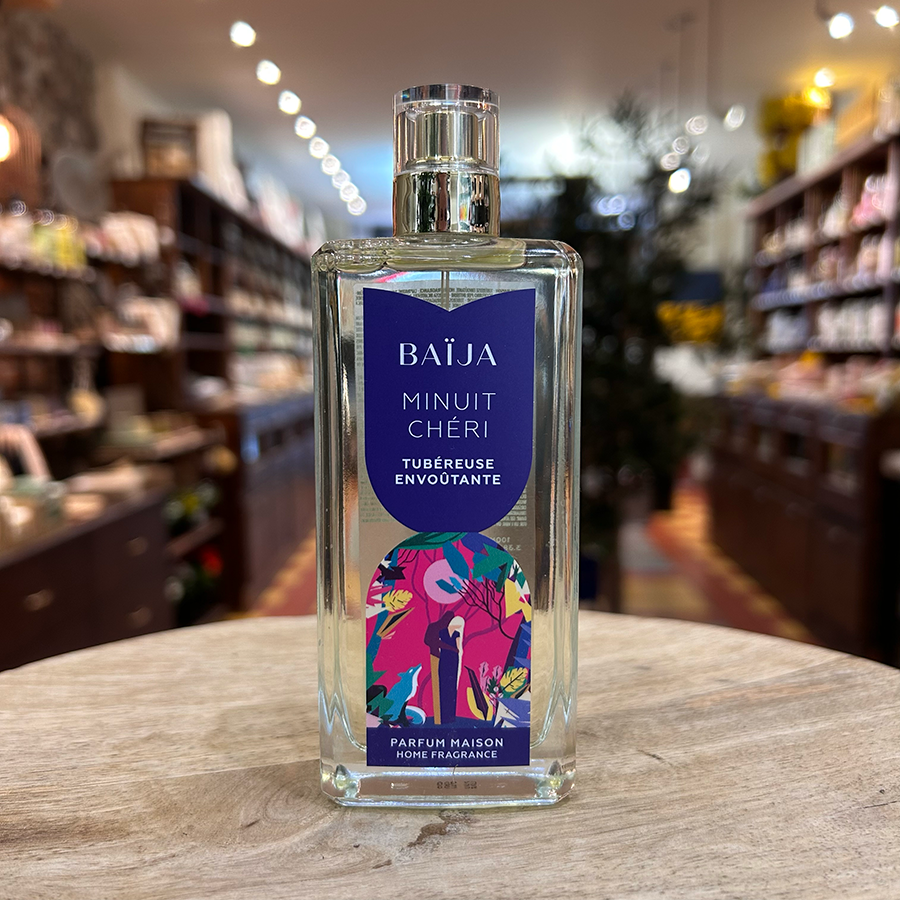 BAÏJA
MINUIT
CHÉRI
TUBÉREUSE
ENVOÛTANTE
PARFUM MAISON
HOME FRAGRANCE